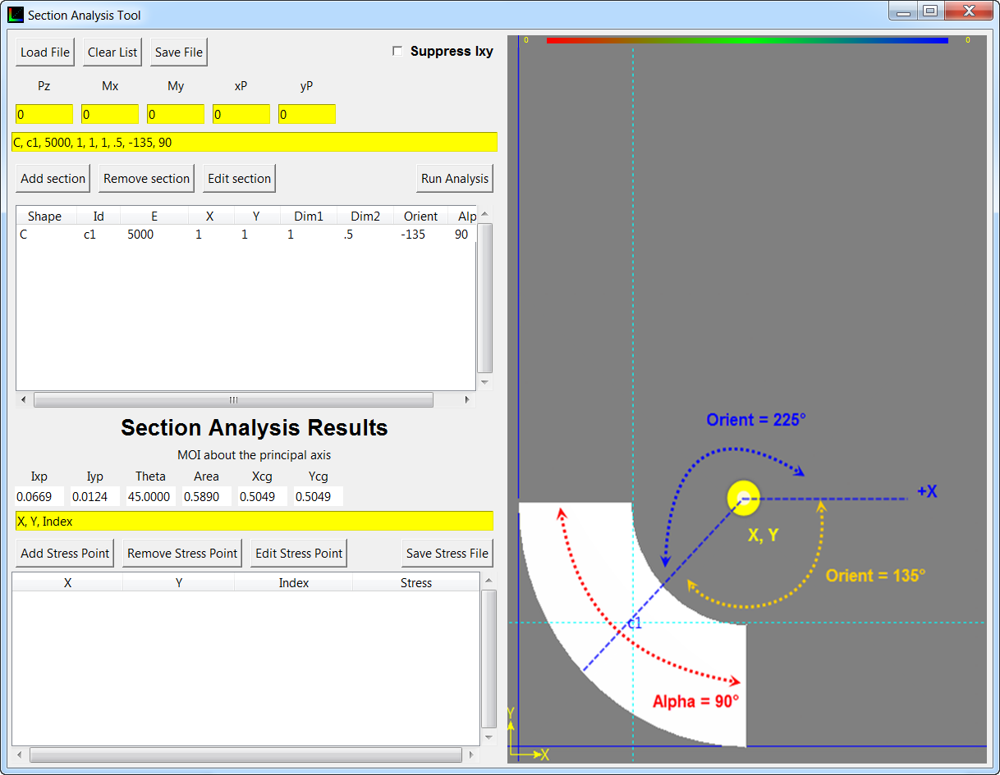 Section Analysis Tool
Load File Clear List Save File Suppress Ixy
Pz Mx My xP yP
0 0 0 0 0
C, c1, 5000, 1, 1, 1, .5, -135, 90
Add section Remove section Edit section Run Analysis
Shape Id E X Y Dim1 Dim2 Orient Alp
C c1 5000 1 1 1 .5 -135 90
Section Analysis Results
MOI about the principal axis
Ixp Iyp Theta Area Xcg Ycg
0.0669 0.0124 45.0000 0.5890 0.5049 0.5049
X, Y, Index
Add Stress Point Remove Stress Point Edit Stress Point Save Stress File
X Y Index Stress
0 0
Orient = 225°
+X
X, Y
Orient = 135°
c1
Alpha = 90°
Y
X